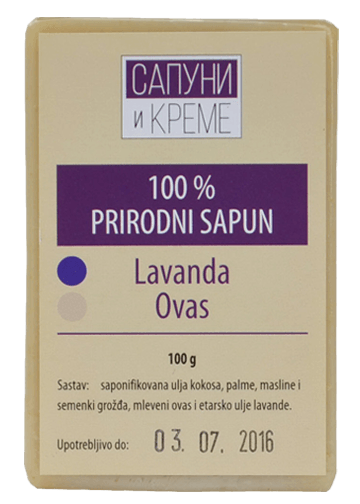 САПУНИ
и КРЕМЕ
100 %
PRIRODNI SAPUN
Lavanda
Ovas
100 g
Sastav: saponifikovana ulja kokosa, palme, masline i
semenki grožđa, mleveni ovas i etarsko ulje lavande.
Upotrebljivo do: 03. 07. 2016